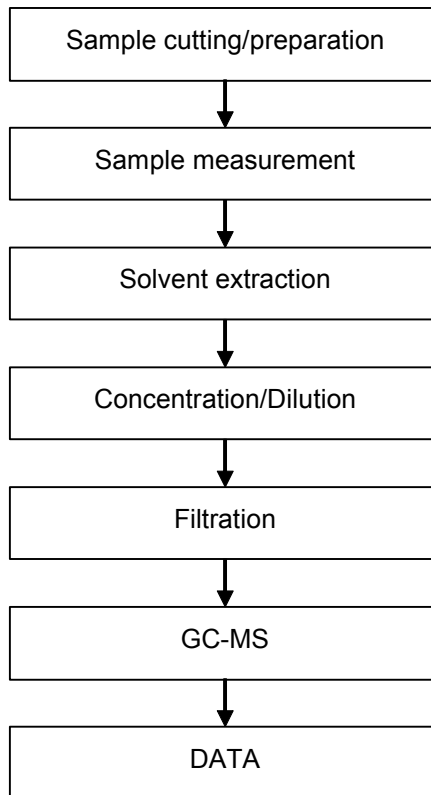 Sample cutting/preparation
Sample measurement
Solvent extraction
Concentration/Dilution
Filtration
GC-MS
DATA